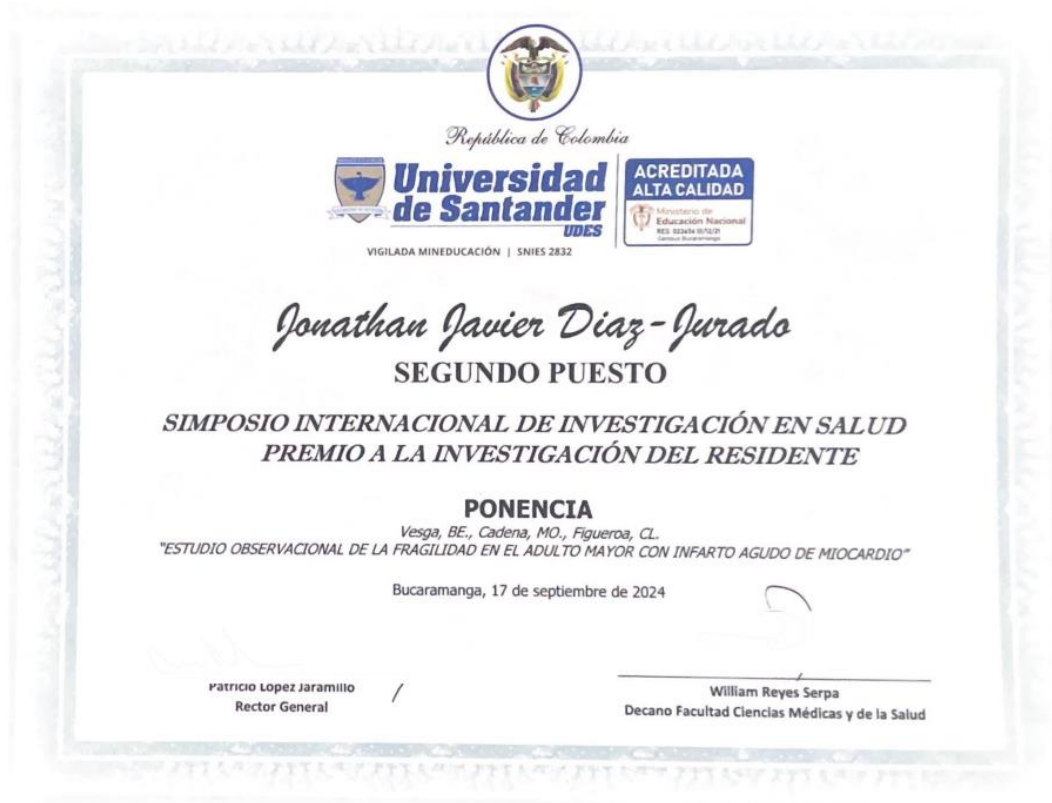 República de Colombia
Universidad
de Santander
UDES
VIGILADA MINEDUCACIÓN | SNIES 2832
ACREDITADA
ALTA CALIDAD
Ministerio de
Educación Nacional
Campus Bucaramanga
Jonathan Javier Diaz-Jurado
SEGUNDO PUESTO
SIMPOSIO INTERNACIONAL DE INVESTIGACIÓN EN SALUD
PREMIO A LA INVESTIGACIÓN DEL RESIDENTE
PONENCIA
Vesga, BE., Cadena, MO., Figueroa, CL.
"ESTUDIO OBSERVACIONAL DE LA FRAGILIDAD EN EL ADULTO MAYOR CON INFARTO AGUDO DE MIOCARDIO"
Bucaramanga, 17 de septiembre de 2024
Patricio Lopez Jaramillo
Rector General
William Reyes Serpa
Decano Facultad Ciencias Médicas y de la Salud